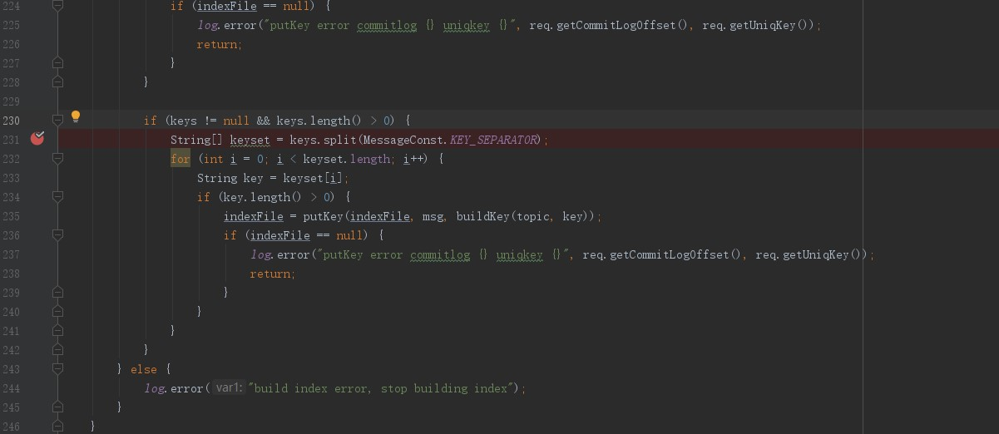 224 if (indexFile == null) {
225 log.error("putKey error commitlog {} uniqkey {}", req.getCommitLogOffset(), req.getUniqKey());
226 return;
227 }
228 }
229
230 if (keys != null && keys.length() > 0) {
231 String[] keyset = keys.split(MessageConst.KEY_SEPARATOR);
232 for (int i = 0; i < keyset.length; i++) {
233 String key = keyset[i];
234 if (key.length() > 0) {
235 indexFile = putKey(indexFile, msg, buildKey(topic, key));
236 if (indexFile == null) {
237 log.error("putKey error commitlog {} uniqkey {}", req.getCommitLogOffset(), req.getUniqKey());
238 return;
239 }
240 }
241 }
242 }
243 } else {
244 log.error( var1: "build index error, stop building index");
245 }
246 }